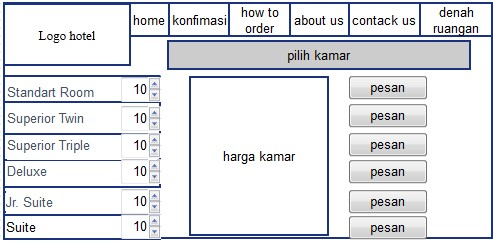 Logo hotel
home
konfimasi
how to
order
about us
contack us
denah
ruangan
pilih kamar
Standart Room
10
pesan
Superior Twin
10
pesan
Superior Triple
10
pesan
harga kamar
Deluxe
10
pesan
Jr. Suite
10
pesan
Suite
10
pesan